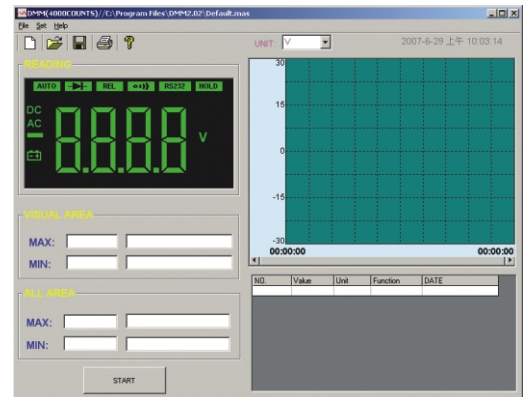 DMM(4000COUNTS)//C:\Program Files\DMM2.02\Default.mas
File Set Help
UNIT: V
2007-6-29 上午 10:03:14
READING
AUTO REL RS232 HOLD
DC
AC
8.8.8.8
V
VISUAL AREA
MAX:
MIN:
ALL AREA
MAX:
MIN:
START
30
15
0
-15
-30
00:00:00 00:00:00
NO. Value Unit Function DATE